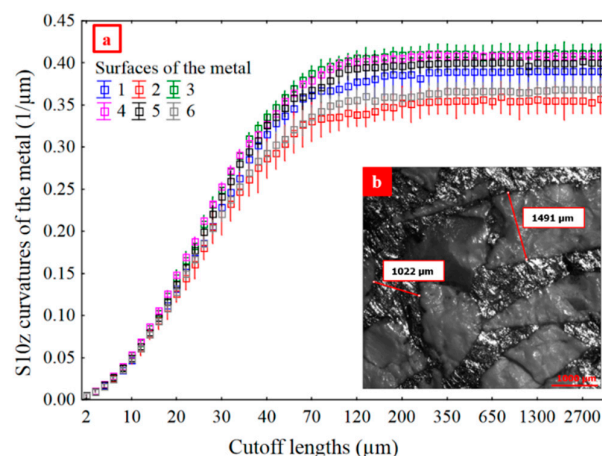 a
Surfaces of the metal
1 2 3
4 5 6
S10z curvatures of the metal (1/µm)
0.45
0.40
0.35
0.30
0.25
0.20
0.15
0.10
0.05
0.00
2 10 20 30 40 70 120 200 350 650 1300 2700
Cutoff lengths (µm)
b
1491 µm
1022 µm